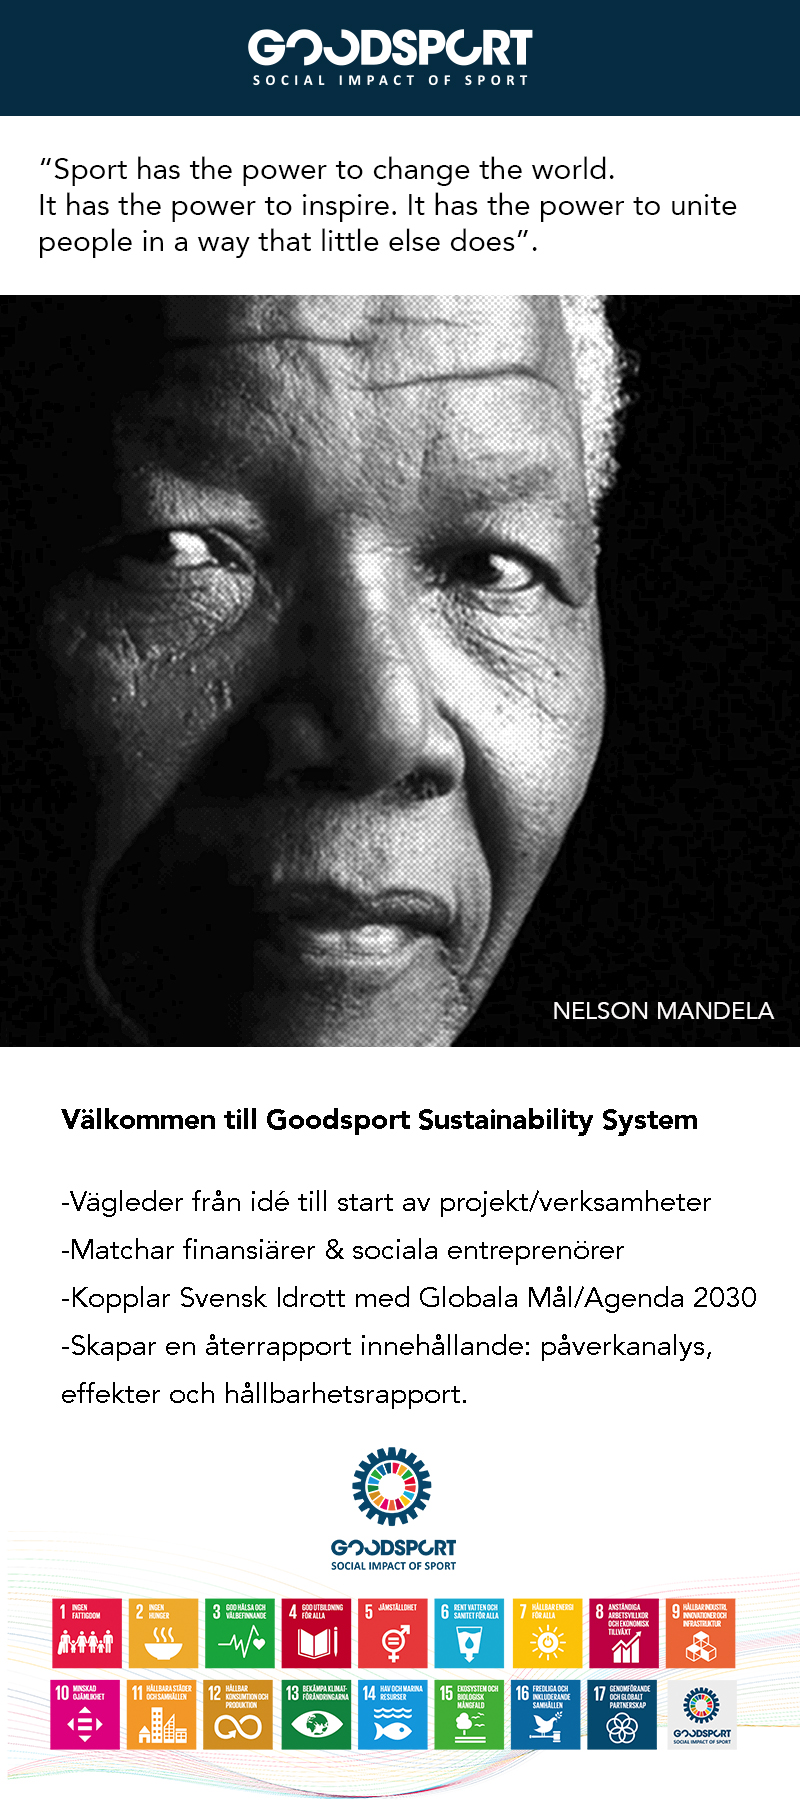 GOODSPORT
SOCIAL IMPACT OF SPORT
“Sport has the power to change the world.
It has the power to inspire. It has the power to unite
people in a way that little else does”.
NELSON MANDELA
Välkommen till Goodsport Sustainability System
-Vägleder från idé till start av projekt/verksamheter
-Matchar finansiärer & sociala entreprenörer
-Kopplar Svensk Idrott med Globala Mål/Agenda 2030
-Skapar en återrapport innehållande: påverkanalys,
effekter och hållbarhetsrapport.
GOODSPORT
SOCIAL IMPACT OF SPORT
1 INGEN
FATTIGDOM
2 INGEN
HUNGER
3 GOD HÄLSA OCH
VÄLBEFINNANDE
4 GOD UTBILDNING
FÖR ALLA
5 JÄMSTÄLLDHET
6 RENT VATTEN OCH
SANITET FÖR ALLA
7 HÅLLBAR ENERGI
FÖR ALLA
8 ANSTÄNDIGA
ARBETSVILLKOR
OCH EKONOMISK
TILLVÄXT
9 HÅLLBAR INDUSTRI,
INNOVATIONER OCH
INFRASTRUKTUR
10 MINSKAD
OJÄMLIKHET
11 HÅLLBARA STÄDER
OCH SAMHÄLLEN
12 HÅLLBAR
KONSUMTION OCH
PRODUKTION
13 BEKÄMPA KLIMAT-
FÖRÄNDRINGARNA
14 HAV OCH MARINA
RESURSER
15 EKOSYSTEM OCH
BIOLOGISK
MÅNGFALD
16 FREDLIGA OCH
INKLUDERANDE
SAMHÄLLEN
17 GENOMFÖRANDE
OCH GLOBALT
PARTNERSKAP
GOODSPORT
SOCIAL IMPACT OF SPORT